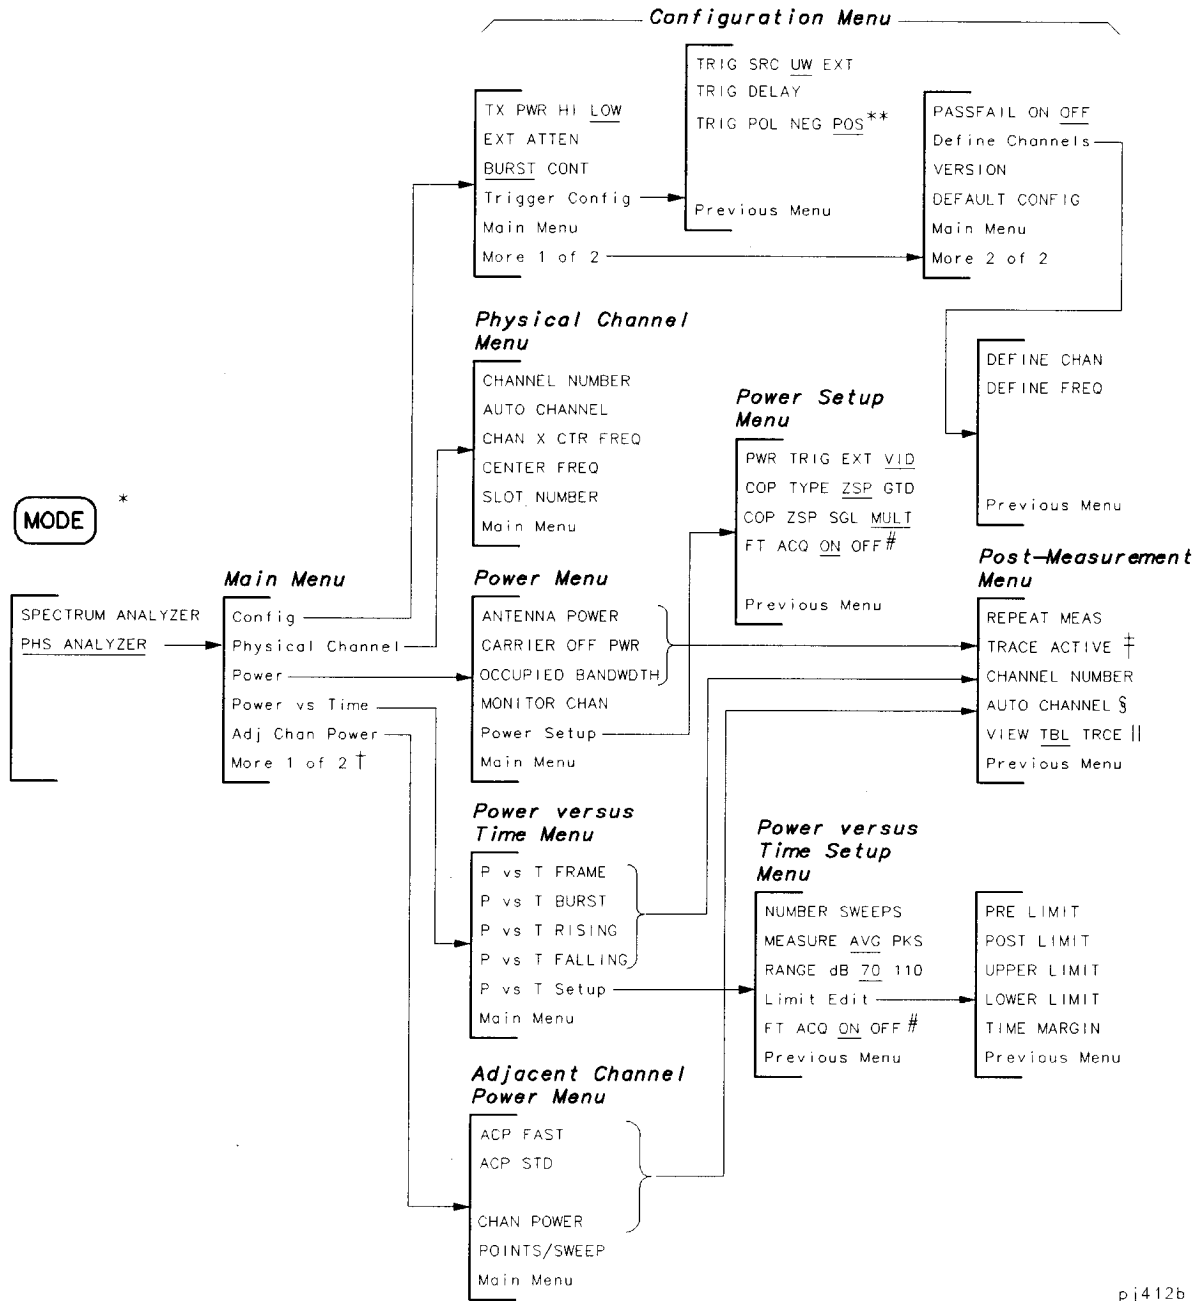 Configuration Menu
TX PWR HI LOW
EXT ATTEN
BURST CONT
Trigger Config
Main Menu
More 1 of 2
TRIG SRC UW EXT
TRIG DELAY
TRIG POL NEG POS**
Previous Menu
PASSFAIL ON OFF
Define Channels
VERSION
DEFAULT CONFIG
Main Menu
More 2 of 2
DEFINE CHAN
DEFINE FREQ
Previous Menu
Physical Channel
Menu
CHANNEL NUMBER
AUTO CHANNEL
CHAN X CTR FREQ
CENTER FREQ
SLOT NUMBER
Main Menu
Power Setup
Menu
PWR TRIG EXT VID
COP TYPE ZSP GTD
COP ZSP SGL MULT
FT ACQ ON OFF#
Previous Menu
MODE *
SPECTRUM ANALYZER
PHS ANALYZER
Main Menu
Config
Physical Channel
Power
Power vs Time
Adj Chan Power
More 1 of 2 †
Power Menu
ANTENNA POWER
CARRIER OFF PWR
OCCUPIED BANDWDTH
MONITOR CHAN
Power Setup
Main Menu
Post-Measurement
Menu
REPEAT MEAS
TRACE ACTIVE ‡
CHANNEL NUMBER
AUTO CHANNEL §
VIEW TBL TRCE ||
Previous Menu
Power versus
Time Menu
P vs T FRAME
P vs T BURST
P vs T RISING
P vs T FALLING
P vs T Setup
Main Menu
Power versus
Time Setup
Menu
NUMBER SWEEPS
MEASURE AVG PKS
RANGE dB 70 110
Limit Edit
FT ACQ ON OFF #
Previous Menu
PRE LIMIT
POST LIMIT
UPPER LIMIT
LOWER LIMIT
TIME MARGIN
Previous Menu
Adjacent Channel
Power Menu
ACP FAST
ACP STD
CHAN POWER
POINTS/SWEEP
Main Menu
pj412b